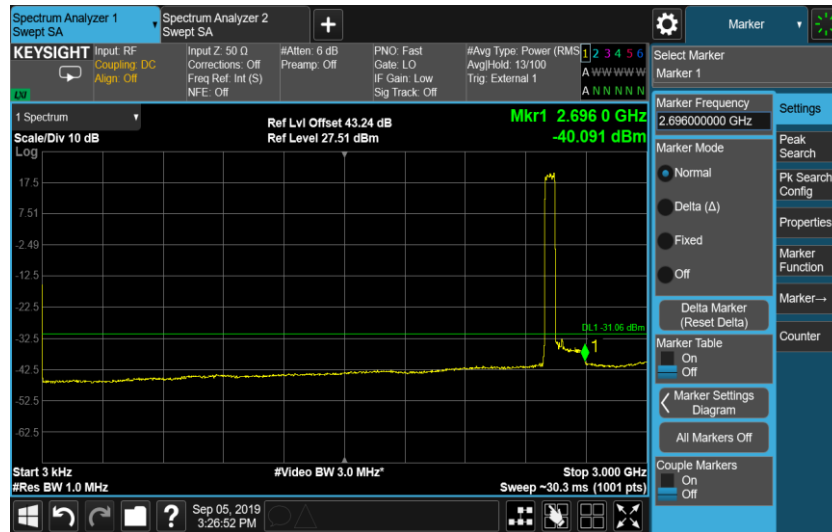 Spectrum Analyzer 1
Swept SA
Spectrum Analyzer 2
Swept SA
Marker
KEYSIGHT
Input: RF
Coupling: DC
Align: Off
Input Z: 50 Ω
Corrections: Off
Freq Ref: Int (S)
NFE: Off
#Atten: 6 dB
Preamp: Off
PNO: Fast
Gate: LO
IF Gain: Low
Sig Track: Off
#Avg Type: Power (RMS
Avg|Hold: 13/100
Trig: External 1
1 2 3 4 5 6
A W W W W W
A N N N N N
LXI
Select Marker
Marker 1
1 Spectrum
Scale/Div 10 dB
Log
Ref Lvl Offset 43.24 dB
Ref Level 27.51 dBm
Mkr1 2.696 0 GHz
-40.091 dBm
17.5
7.51
-2.49
-12.5
-22.5
-32.5
-42.5
-52.5
-62.5
DL1 -31.06 dBm
1
Start 3 kHz
#Res BW 1.0 MHz
#Video BW 3.0 MHz*
Stop 3.000 GHz
Sweep ~30.3 ms (1001 pts)
Marker Frequency
2.696000000 GHz
Marker Mode
Normal
Delta (Δ)
Fixed
Off
Delta Marker
(Reset Delta)
Marker Table
On
Off
Marker Settings
Diagram
All Markers Off
Couple Markers
On
Off
Settings
Peak
Search
Pk Search
Config
Properties
Marker
Function
Marker→
Counter
Sep 05, 2019
3:26:52 PM